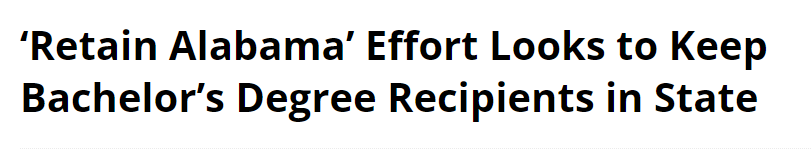 ‘Retain Alabama’ Effort Looks to Keep
Bachelor’s Degree Recipients in State